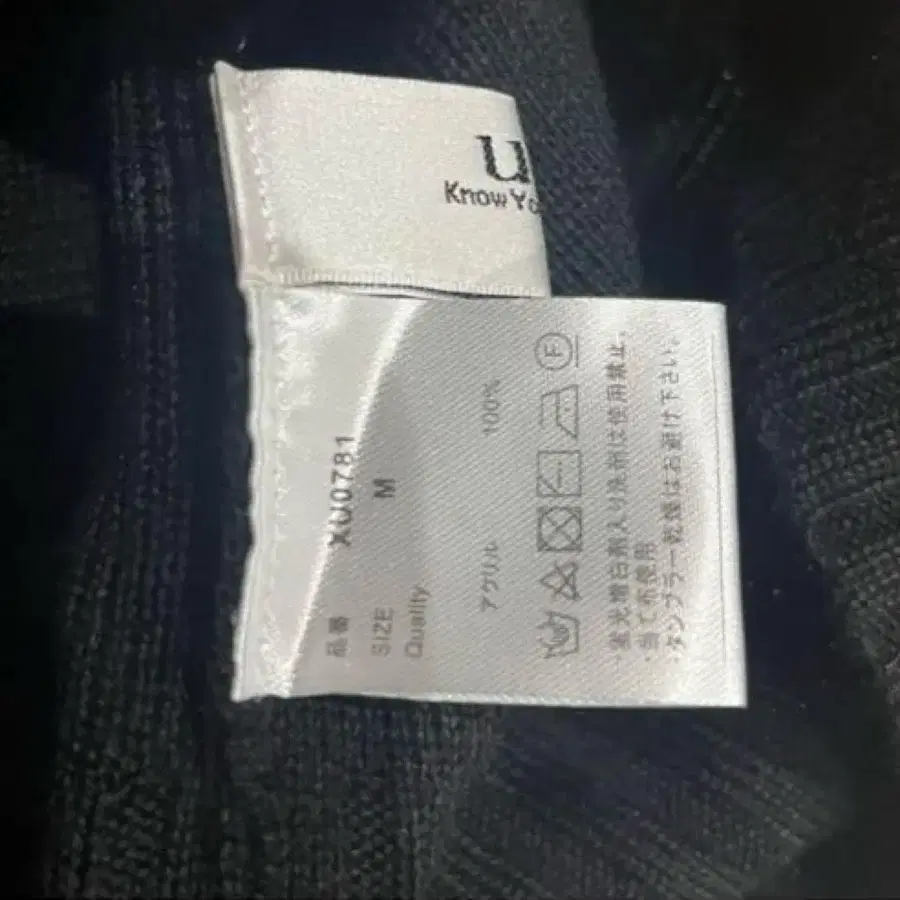 u
Know Yo
品番 XU0781
SIZE M
Quality
アクリル 100%
F
・蛍光増白剤入り洗剤は使用禁止。
・当て布使用
・タンブラー乾燥はお避け下さい。